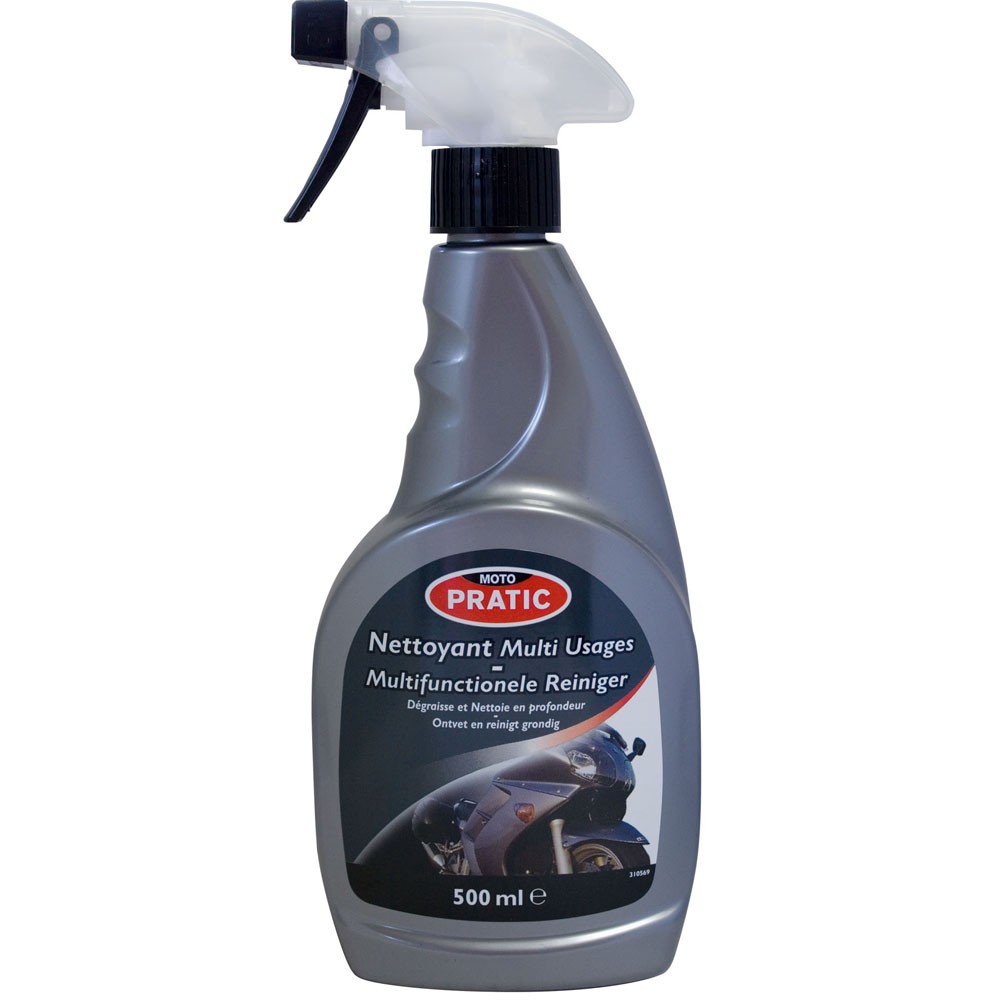 MOTO
PRATIC
Nettoyant Multi Usages
-
Multifunctionele Reiniger
Dégraisse et Nettoie en profondeur
-
Ontvet en reinigt grondig
310569
500 ml ℮